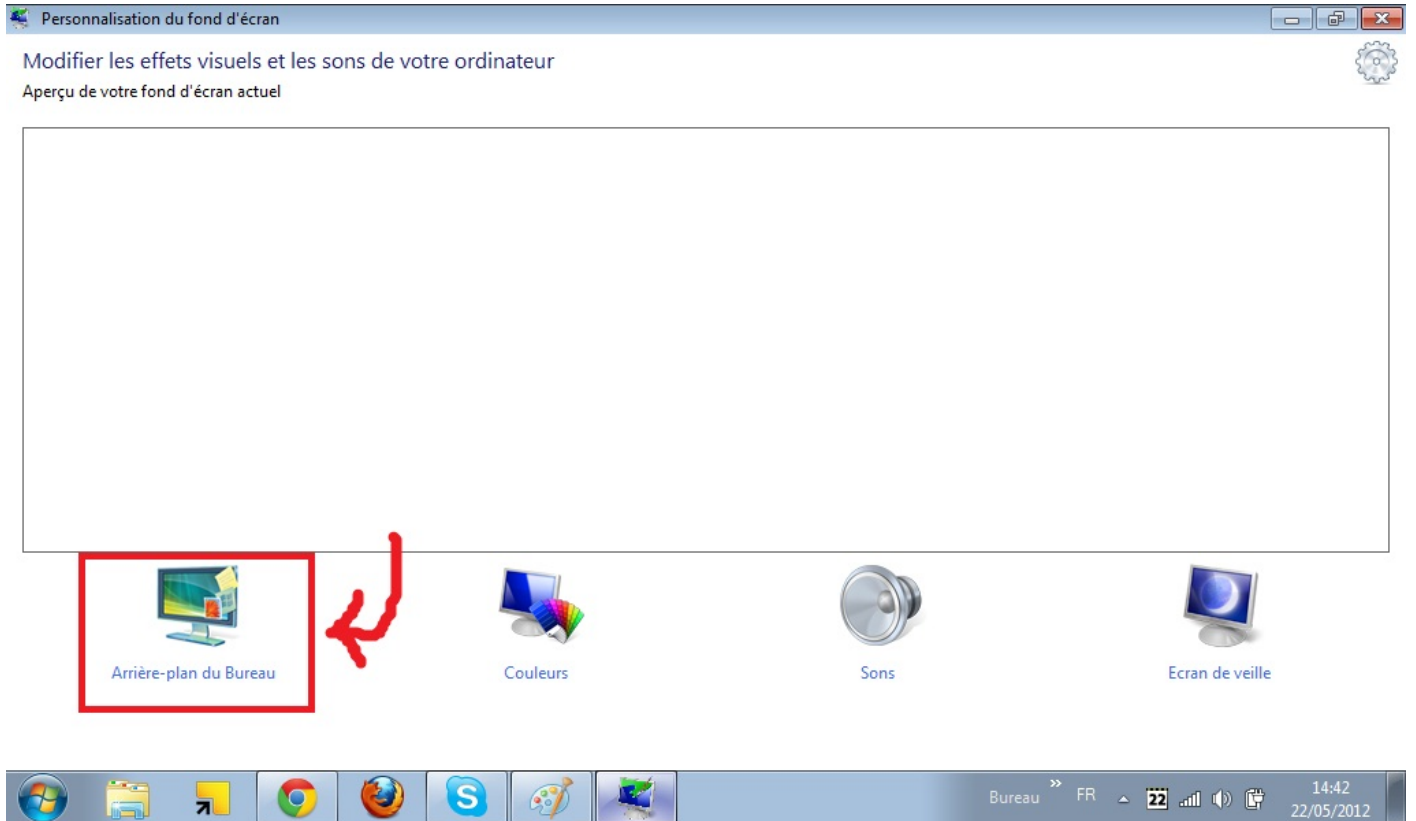 Personnalisation du fond d'écran
Modifier les effets visuels et les sons de votre ordinateur
Aperçu de votre fond d'écran actuel
Arrière-plan du Bureau
Couleurs
Sons
Ecran de veille
Bureau » FR 22 14:42
22/05/2012